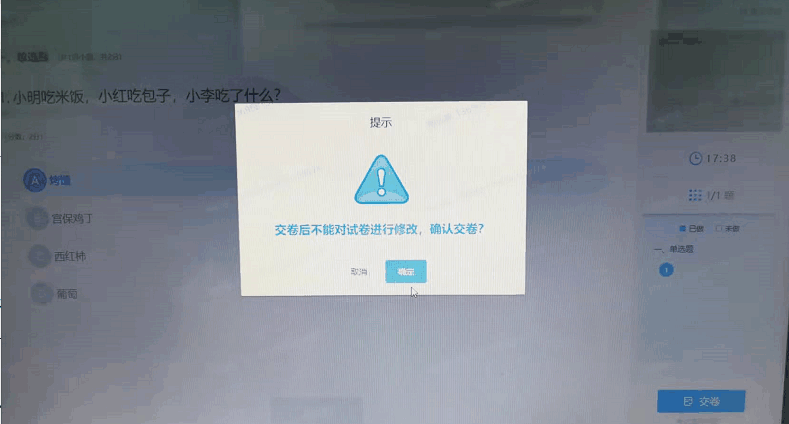 一、单选题
1. 小明吃米饭，小红吃包子，小李吃了什么?
A
宫保鸡丁
西红柿
葡萄
提示
交卷后不能对试卷进行修改，确认交卷?
取消 确定
17:38
1/1 题
已做 未做
一、单选题
1
交卷